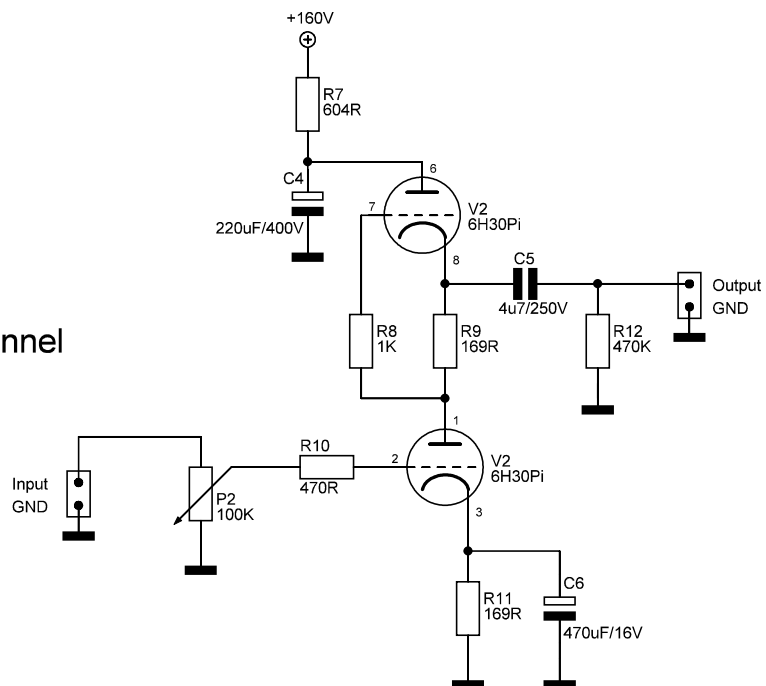 +160V
R7
604R
6
C4
7
V2
6H30Pi
220uF/400V
8
C5
4u7/250V
Output
GND
nnel
R8
1K
R9
169R
R12
470K
1
R10
2
V2
6H30Pi
Input
GND
P2
100K
470R
3
C6
R11
169R
470uF/16V